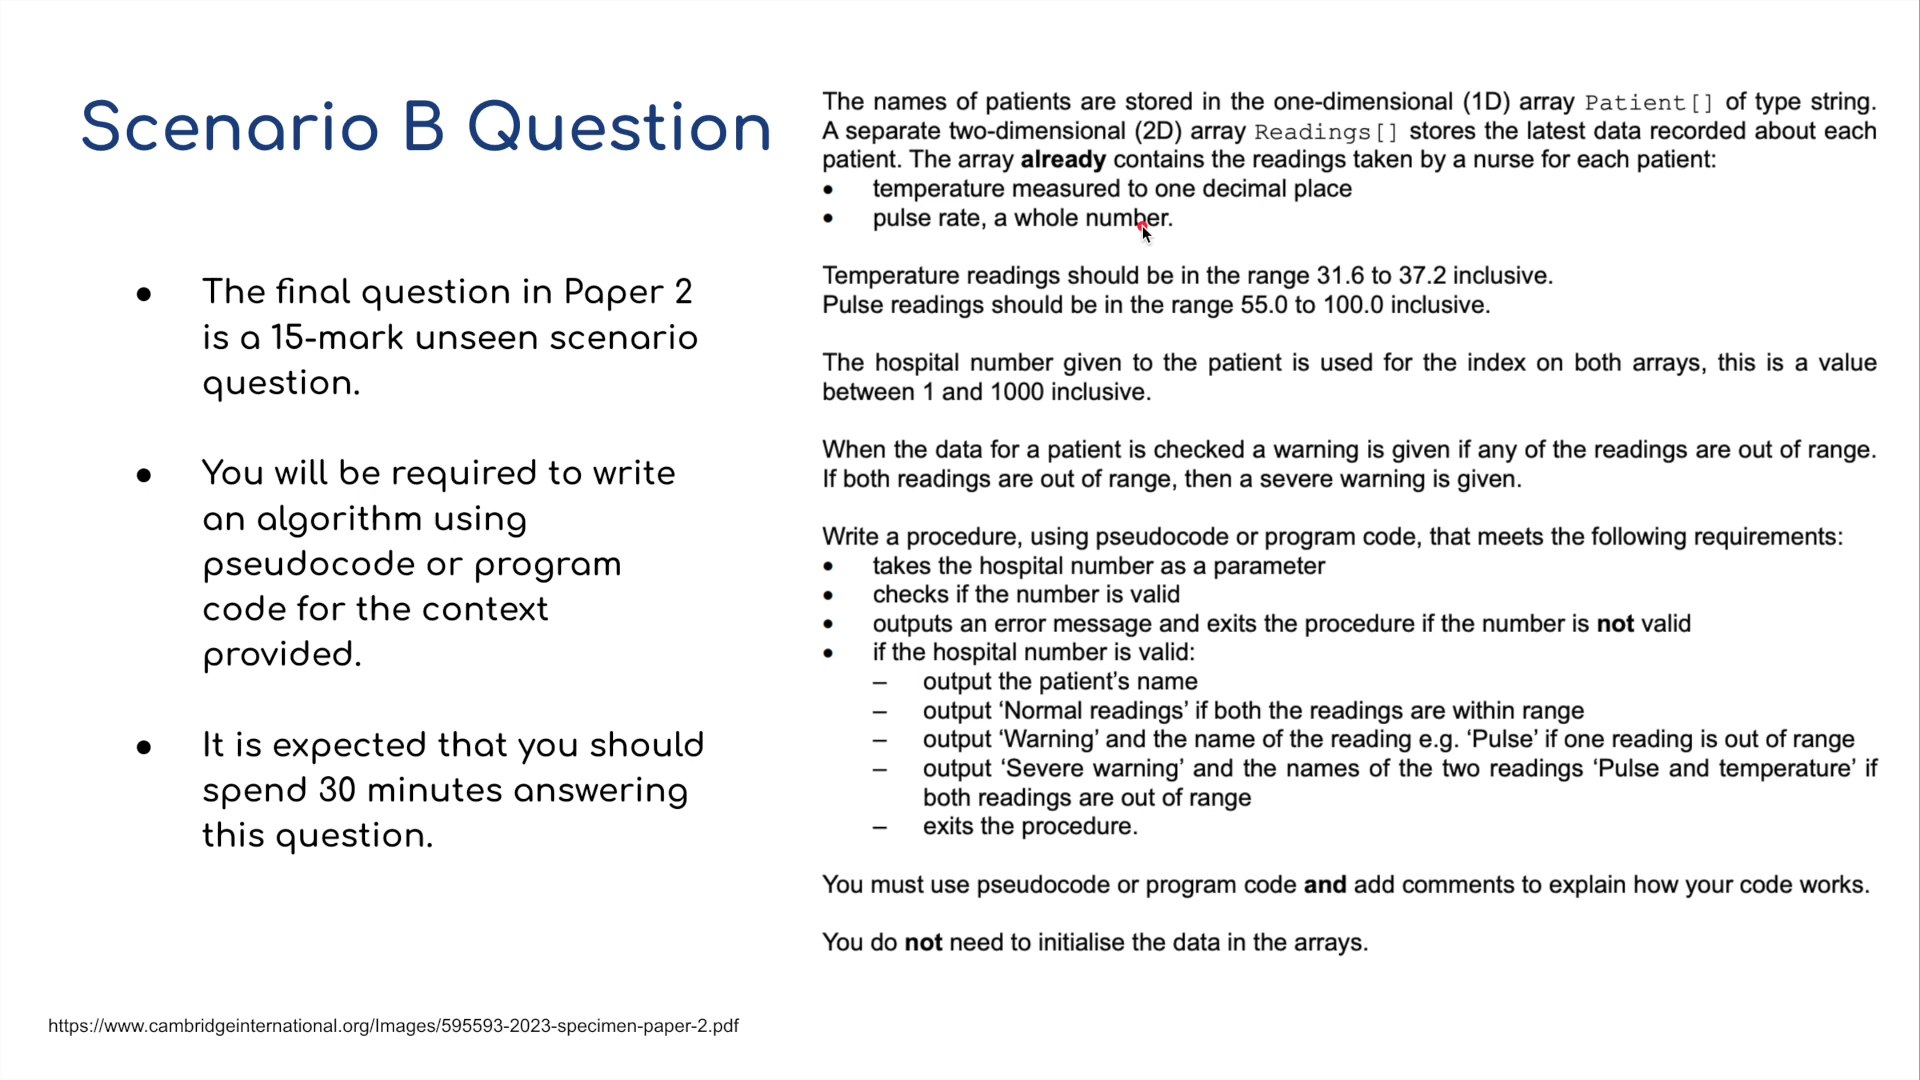 Scenario B Question
● The final question in Paper 2
is a 15-mark unseen scenario
question.
● You will be required to write
an algorithm using
pseudocode or program
code for the context
provided.
● It is expected that you should
spend 30 minutes answering
this question.
https://www.cambridgeinternational.org/Images/595593-2023-specimen-paper-2.pdf
The names of patients are stored in the one-dimensional (1D) array Patient[] of type string.
A separate two-dimensional (2D) array Readings[] stores the latest data recorded about each
patient. The array already contains the readings taken by a nurse for each patient:
• temperature measured to one decimal place
• pulse rate, a whole number.
Temperature readings should be in the range 31.6 to 37.2 inclusive.
Pulse readings should be in the range 55.0 to 100.0 inclusive.
The hospital number given to the patient is used for the index on both arrays, this is a value
between 1 and 1000 inclusive.
When the data for a patient is checked a warning is given if any of the readings are out of range.
If both readings are out of range, then a severe warning is given.
Write a procedure, using pseudocode or program code, that meets the following requirements:
• takes the hospital number as a parameter
• checks if the number is valid
• outputs an error message and exits the procedure if the number is not valid
• if the hospital number is valid:
– output the patient’s name
– output ‘Normal readings’ if both the readings are within range
– output ‘Warning’ and the name of the reading e.g. ‘Pulse’ if one reading is out of range
– output ‘Severe warning’ and the names of the two readings ‘Pulse and temperature’ if
both readings are out of range
– exits the procedure.
You must use pseudocode or program code and add comments to explain how your code works.
You do not need to initialise the data in the arrays.